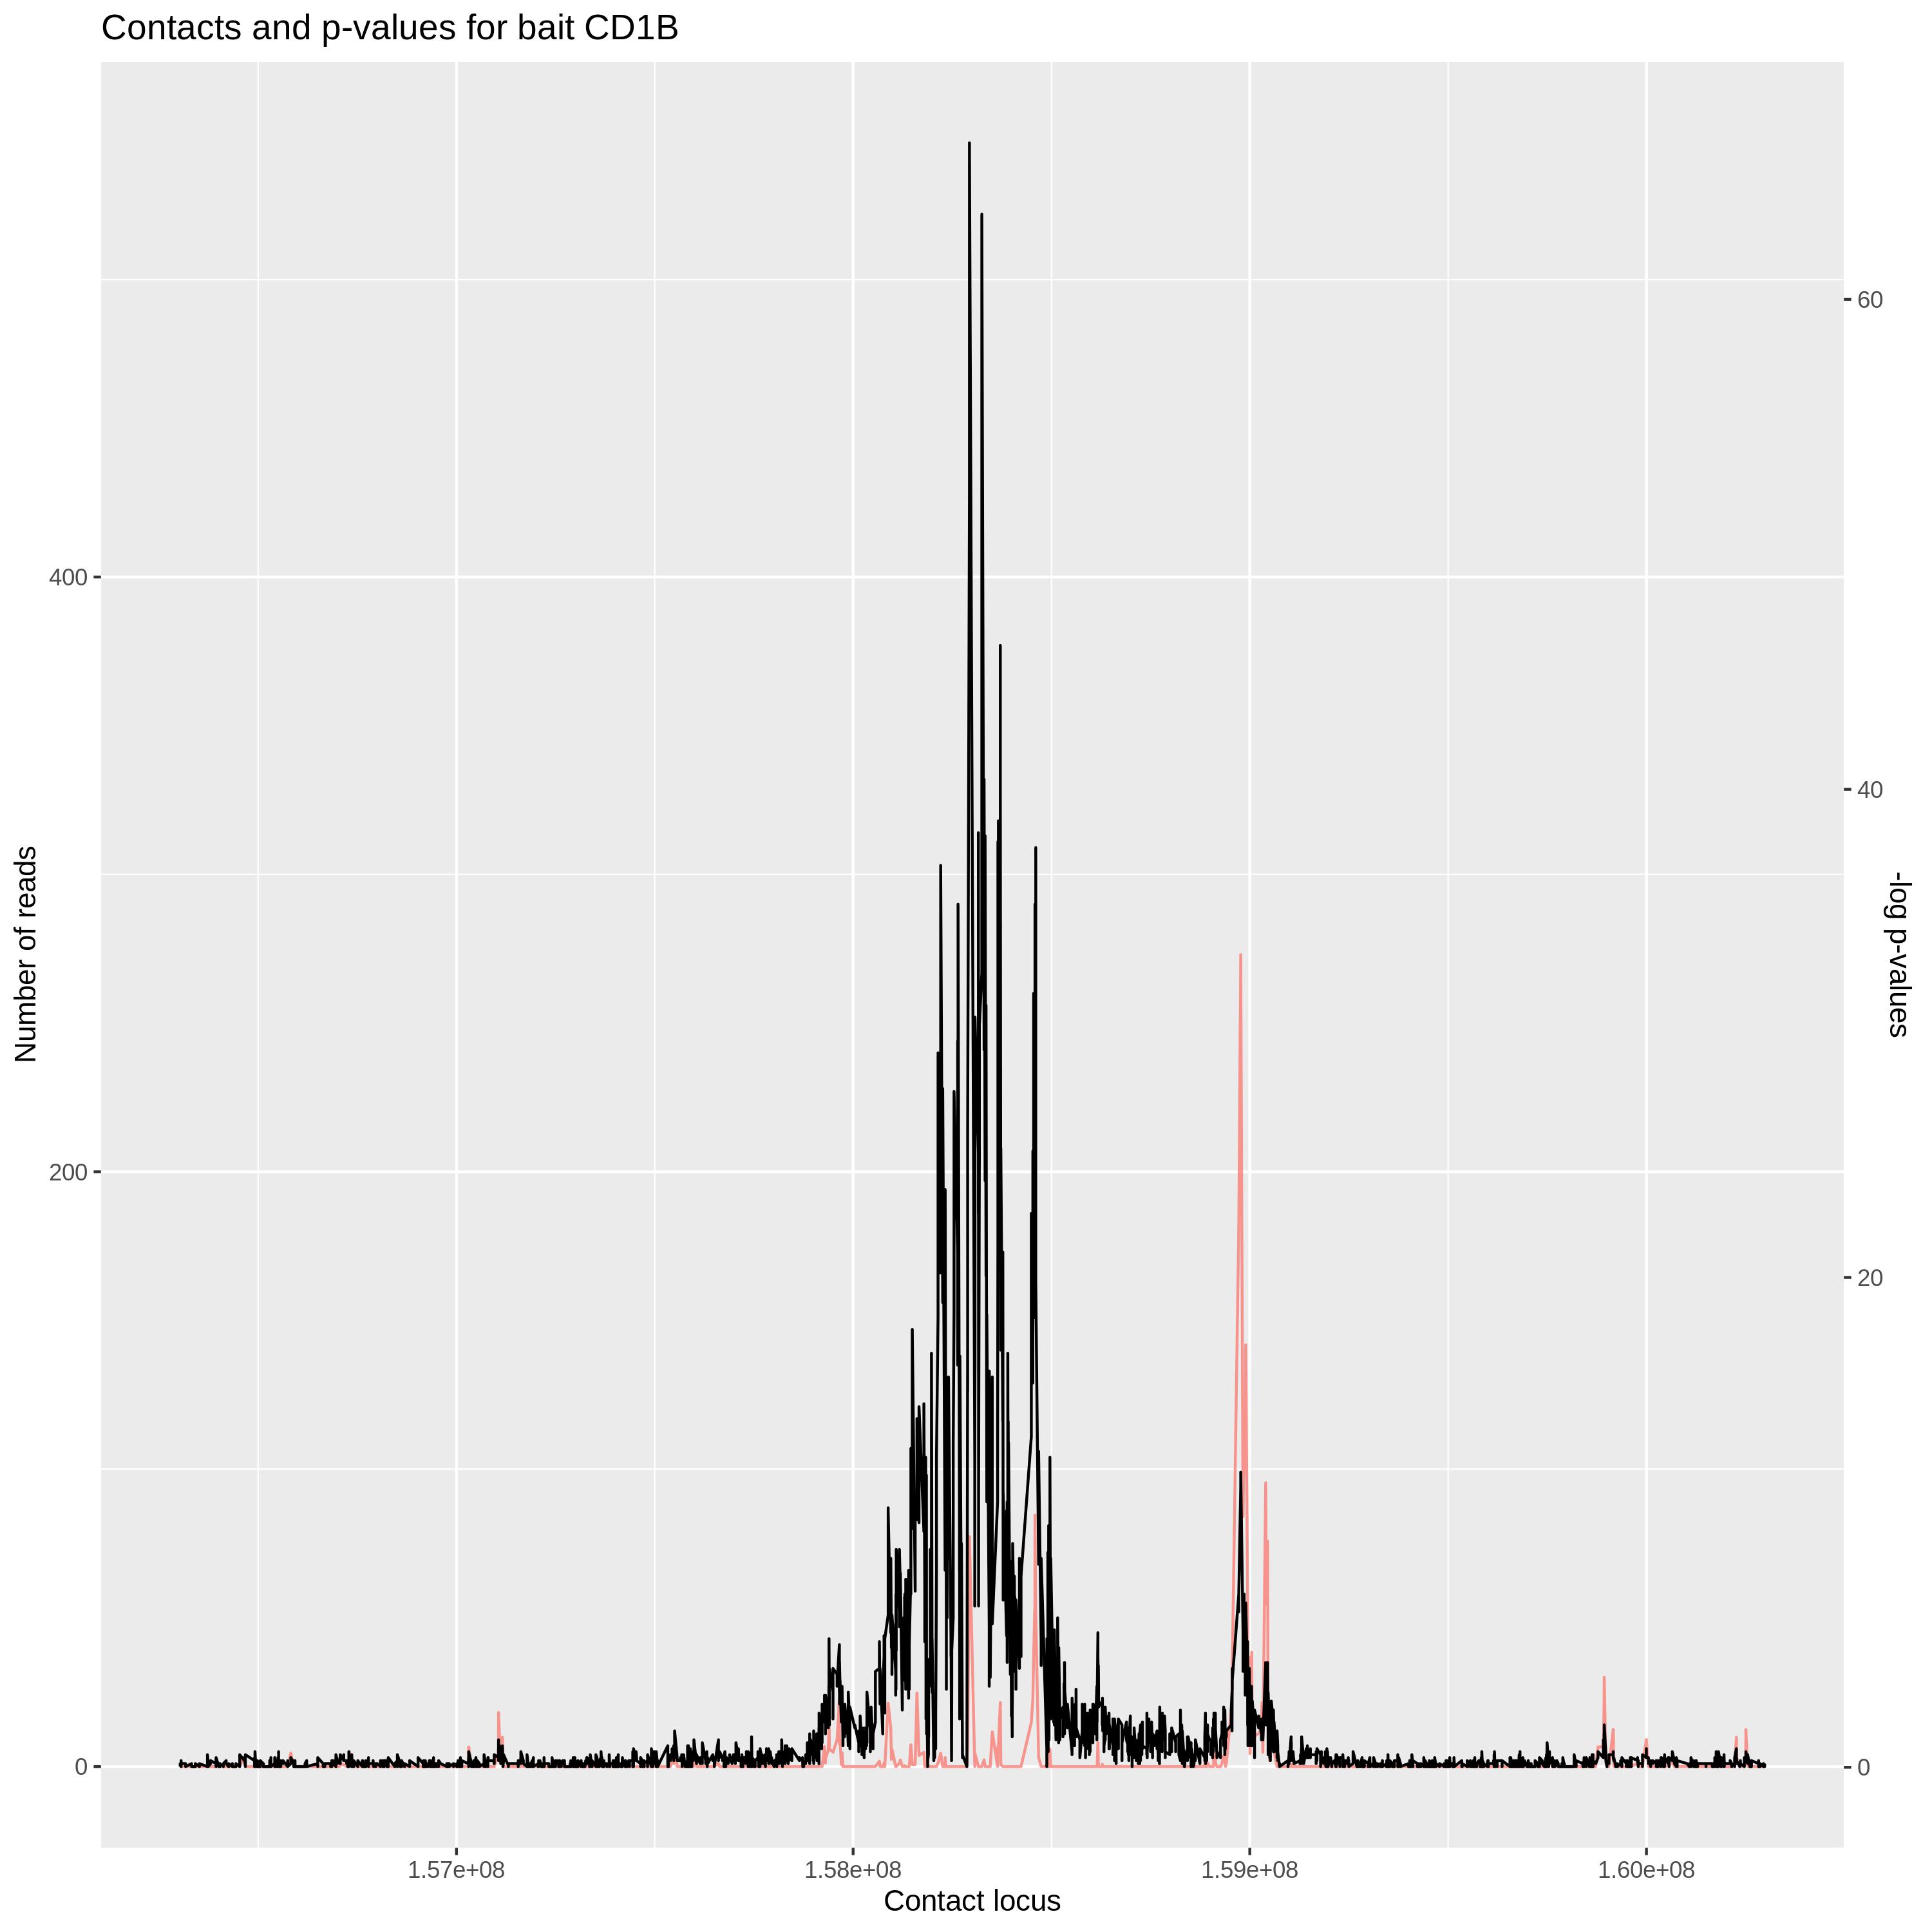 Contacts and p-values for bait CD1B
Number of reads
400
200
0
60
40
20
0
-log p-values
1.57e+08
1.58e+08
1.59e+08
1.60e+08
Contact locus